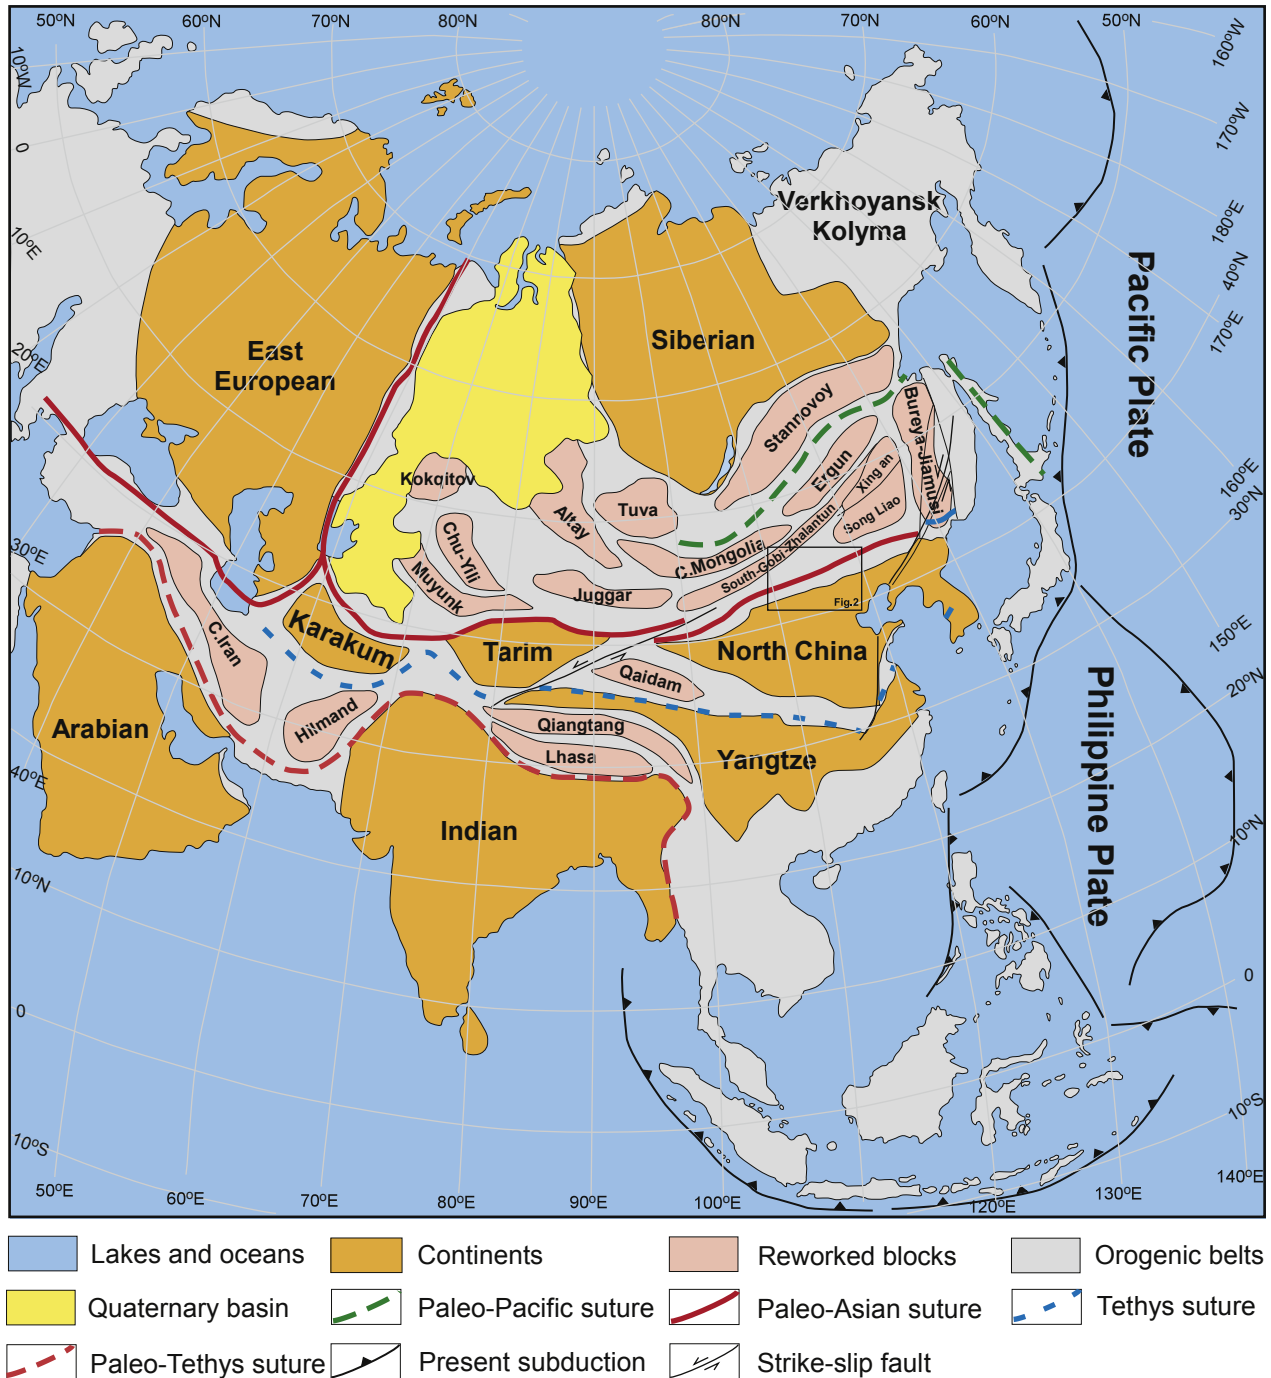 50ºN
60ºN
70ºN
80ºN
80ºN
70ºN
60ºN
50ºN
160ºW
10ºW
170ºW
0
180ºE
10ºE
40ºN
170ºE
20ºE
160ºE
30ºN
30ºE
150ºE
20ºN
40ºE
10ºN
10ºN
0
0
10ºS
10ºS
140ºE
50ºE
60ºE
70ºE
80ºE
90ºE
100ºE
120ºE
130ºE
Verkhoyansk
Kolyma
Pacific Plate
Siberian
East
European
Stannovoy
Bureya-Jiamusi
Ergun
Xing an
Song Liao
Kokqitov
Altay
Tuva
Chu-Yili
C.Mongolia
South-Gobi-Zhalantun
Muyunk
Juggar
Fig.2
Karakum
C.Iran
Tarim
North China
Qaidam
Philippine Plate
Arabian
Hilmand
Qiangtang
Lhasa
Yangtze
Indian
Lakes and oceans
Continents
Reworked blocks
Orogenic belts
Quaternary basin
Paleo-Pacific suture
Paleo-Asian suture
Tethys suture
Paleo-Tethys suture
Present subduction
Strike-slip fault